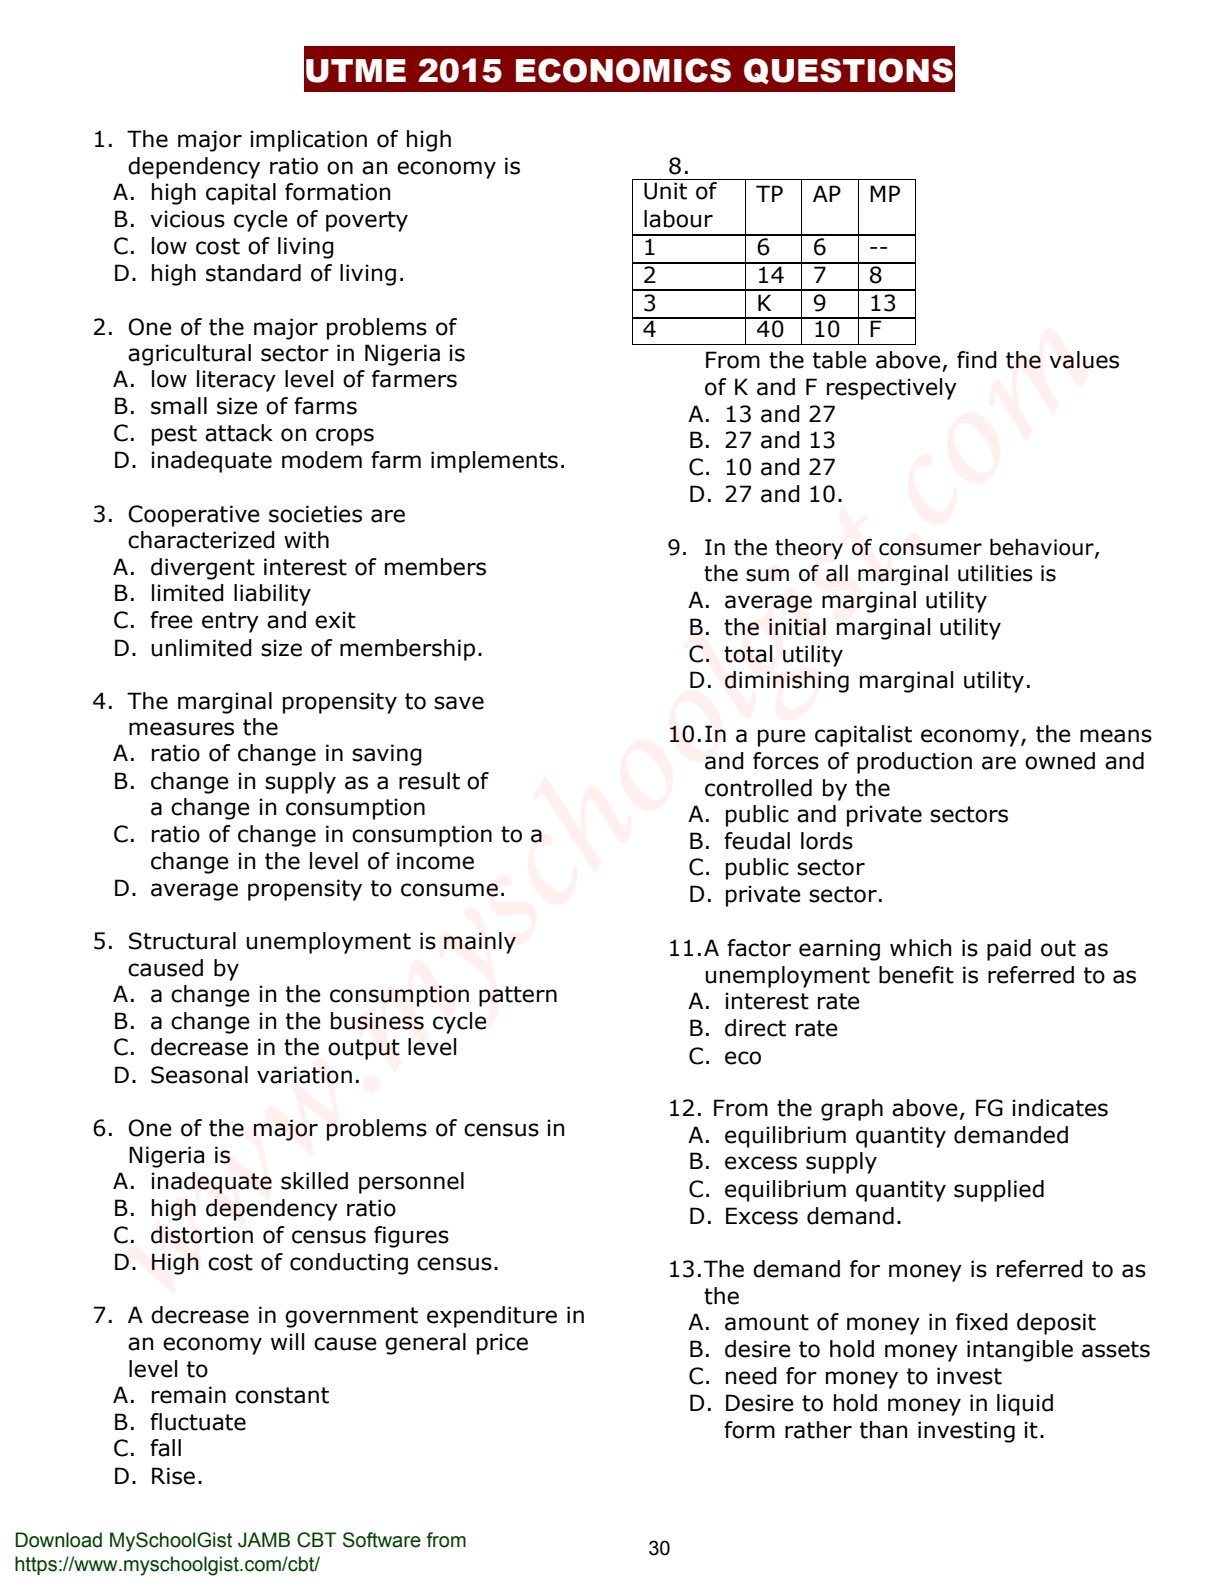 UTME 2015 ECONOMICS QUESTIONS
1. The major implication of high
dependency ratio on an economy is
A. high capital formation
B. vicious cycle of poverty
C. low cost of living
D. high standard of living.
2. One of the major problems of
agricultural sector in Nigeria is
A. low literacy level of farmers
B. small size of farms
C. pest attack on crops
D. inadequate modem farm implements.
3. Cooperative societies are
characterized with
A. divergent interest of members
B. limited liability
C. free entry and exit
D. unlimited size of membership.
4. The marginal propensity to save
measures the
A. ratio of change in saving
B. change in supply as a result of
a change in consumption
C. ratio of change in consumption to a
change in the level of income
D. average propensity to consume.
5. Structural unemployment is mainly
caused by
A. a change in the consumption pattern
B. a change in the business cycle
C. decrease in the output level
D. Seasonal variation.
6. One of the major problems of census in
Nigeria is
A. inadequate skilled personnel
B. high dependency ratio
C. distortion of census figures
D. High cost of conducting census.
7. A decrease in government expenditure in
an economy will cause general price
level to
A. remain constant
B. fluctuate
C. fall
D. Rise.
8.
Unit of labour TP AP MP
1 6 6 --
2 14 7 8
3 K 9 13
4 40 10 F
From the table above, find the values
of K and F respectively
A. 13 and 27
B. 27 and 13
C. 10 and 27
D. 27 and 10.
9. In the theory of consumer behaviour,
the sum of all marginal utilities is
A. average marginal utility
B. the initial marginal utility
C. total utility
D. diminishing marginal utility.
10.In a pure capitalist economy, the means
and forces of production are owned and
controlled by the
A. public and private sectors
B. feudal lords
C. public sector
D. private sector.
11.A factor earning which is paid out as
unemployment benefit is referred to as
A. interest rate
B. direct rate
C. eco
12. From the graph above, FG indicates
A. equilibrium quantity demanded
B. excess supply
C. equilibrium quantity supplied
D. Excess demand.
13.The demand for money is referred to as
the
A. amount of money in fixed deposit
B. desire to hold money intangible assets
C. need for money to invest
D. Desire to hold money in liquid
form rather than investing it.
www.myschoolgist.com
Download MySchoolGist JAMB CBT Software from
https://www.myschoolgist.com/cbt/
30